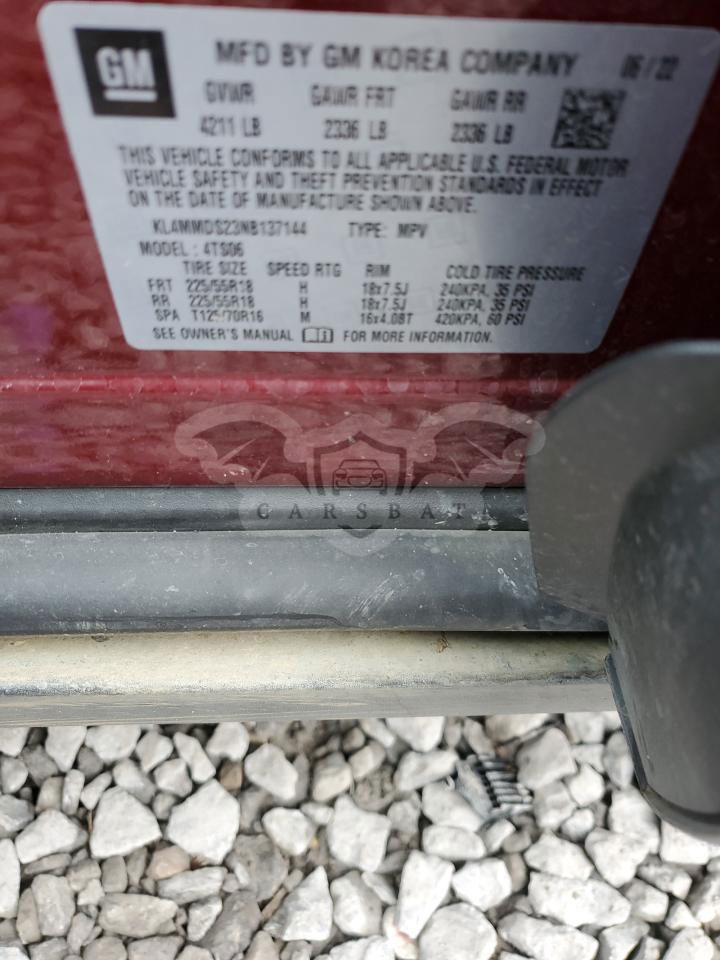 GM MFD BY GM KOREA COMPANY 06/22
GVWR GAWR FRT GAWR RR
4211 LB 2336 LB 2336 LB
THIS VEHICLE CONFORMS TO ALL APPLICABLE U.S. FEDERAL MOTOR
VEHICLE SAFETY AND THEFT PREVENTION STANDARDS IN EFFECT
ON THE DATE OF MANUFACTURE SHOWN ABOVE.
KL4MMDS23NB137144 TYPE: MPV
MODEL: 4TS06
TIRE SIZE SPEED RTG RIM COLD TIRE PRESSURE
FRT 225/55R18 H 18x7.5J 240KPA, 35 PSI
RR 225/55R18 H 18x7.5J 240KPA, 35 PSI
SPA T125/70R16 M 16x4.0BT 420KPA, 60 PSI
SEE OWNER'S MANUAL FOR MORE INFORMATION.
CARSBAT